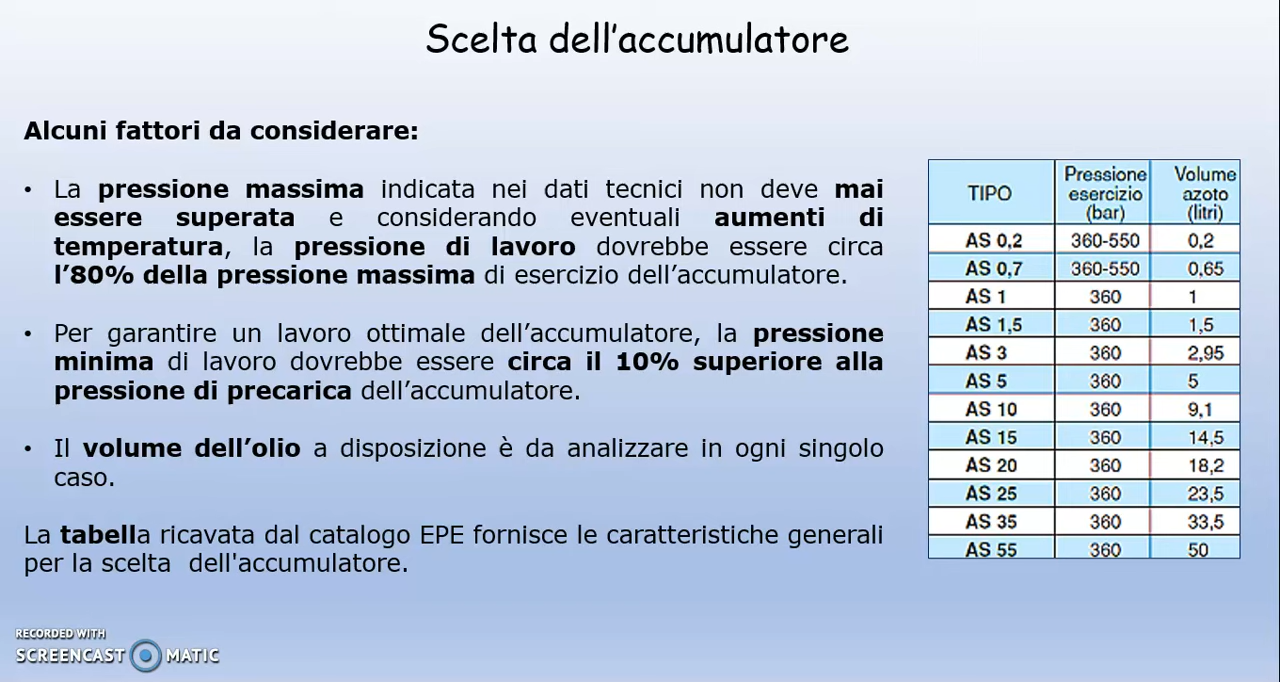 Scelta dell'accumulatore
Alcuni fattori da considerare:
• La pressione massima indicata nei dati tecnici non deve mai
essere superata e considerando eventuali aumenti di
temperatura, la pressione di lavoro dovrebbe essere circa
l'80% della pressione massima di esercizio dell'accumulatore.
• Per garantire un lavoro ottimale dell'accumulatore, la pressione
minima di lavoro dovrebbe essere circa il 10% superiore alla
pressione di precarica dell'accumulatore.
• Il volume dell'olio a disposizione è da analizzare in ogni singolo
caso.
La tabella ricavata dal catalogo EPE fornisce le caratteristiche generali
per la scelta  dell'accumulatore.
TIPO Pressione esercizio (bar) Volume azoto (litri)
AS 0,2 360-550 0,2
AS 0,7 360-550 0,65
AS 1 360 1
AS 1,5 360 1,5
AS 3 360 2,95
AS 5 360 5
AS 10 360 9,1
AS 15 360 14,5
AS 20 360 18,2
AS 25 360 23,5
AS 35 360 33,5
AS 55 360 50
RECORDED WITH
SCREENCAST MATIC